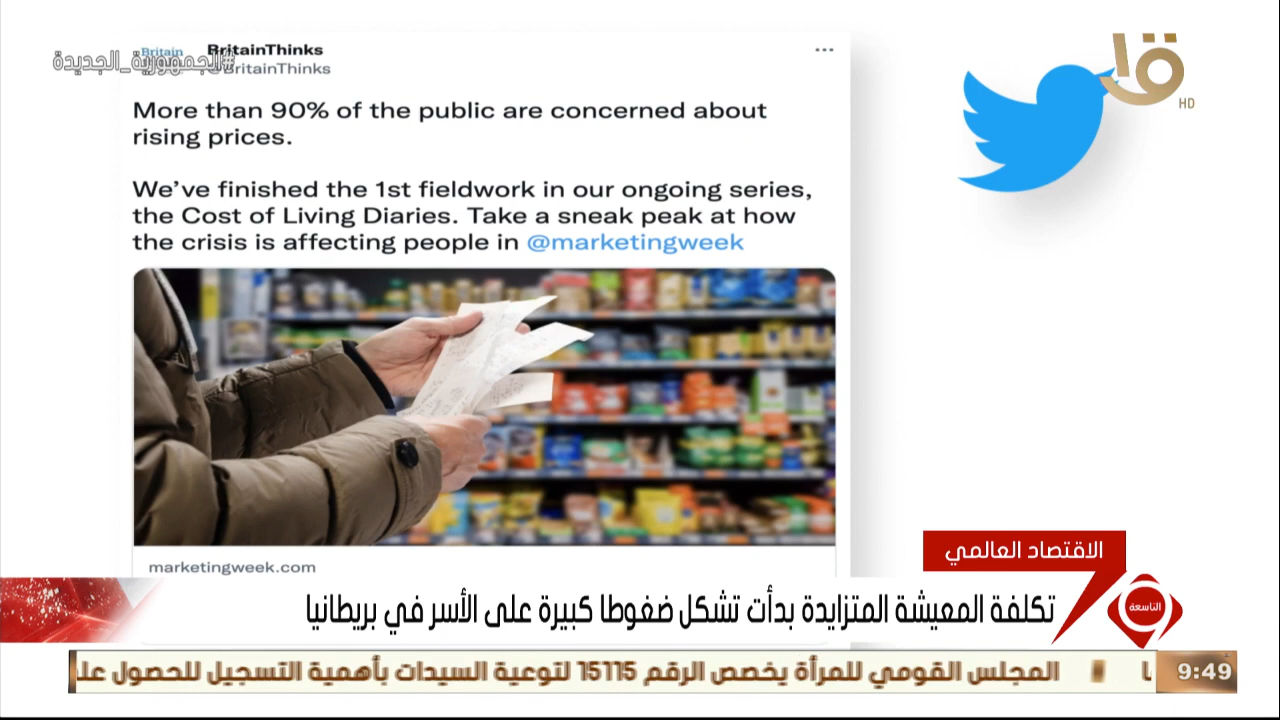 #الجمهورية_الجديدة
Britain
BritainThinks
@BritainThinks
HD
More than 90% of the public are concerned about
rising prices.
We've finished the 1st fieldwork in our ongoing series,
the Cost of Living Diaries. Take a sneak peak at how
the crisis is affecting people in @marketingweek
marketingweek.com
الاقتصاد العالمي
التاسعة
تكلفة المعيشة المتزايدة بدأت تشكل ضغوطا كبيرة على الأسر في بريطانيا
المجلس القومي للمرأة يخصص الرقم 15115 لتوعية السيدات بأهمية التسجيل للحصول
9:49